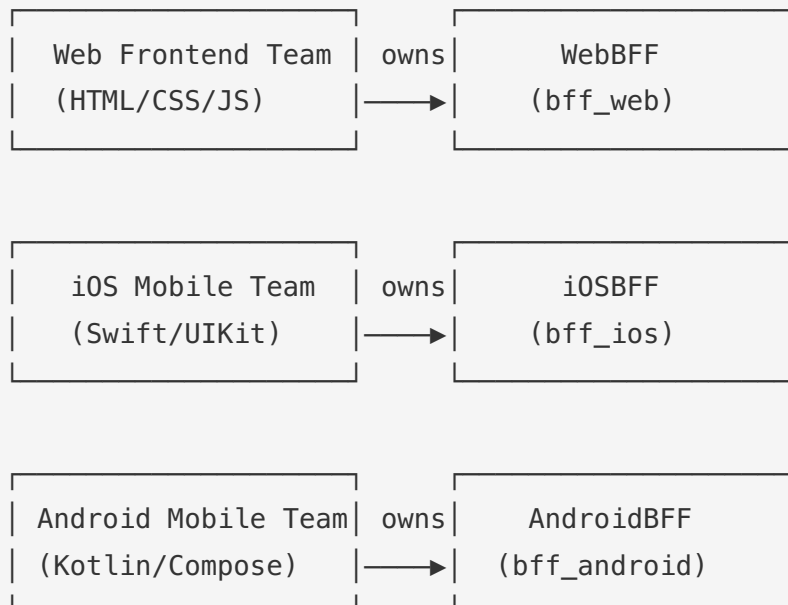 Web Frontend Team owns WebBFF
(HTML/CSS/JS) (bff_web)
iOS Mobile Team owns iOSBFF
(Swift/UIKit) (bff_ios)
Android Mobile Team owns AndroidBFF
(Kotlin/Compose) (bff_android)